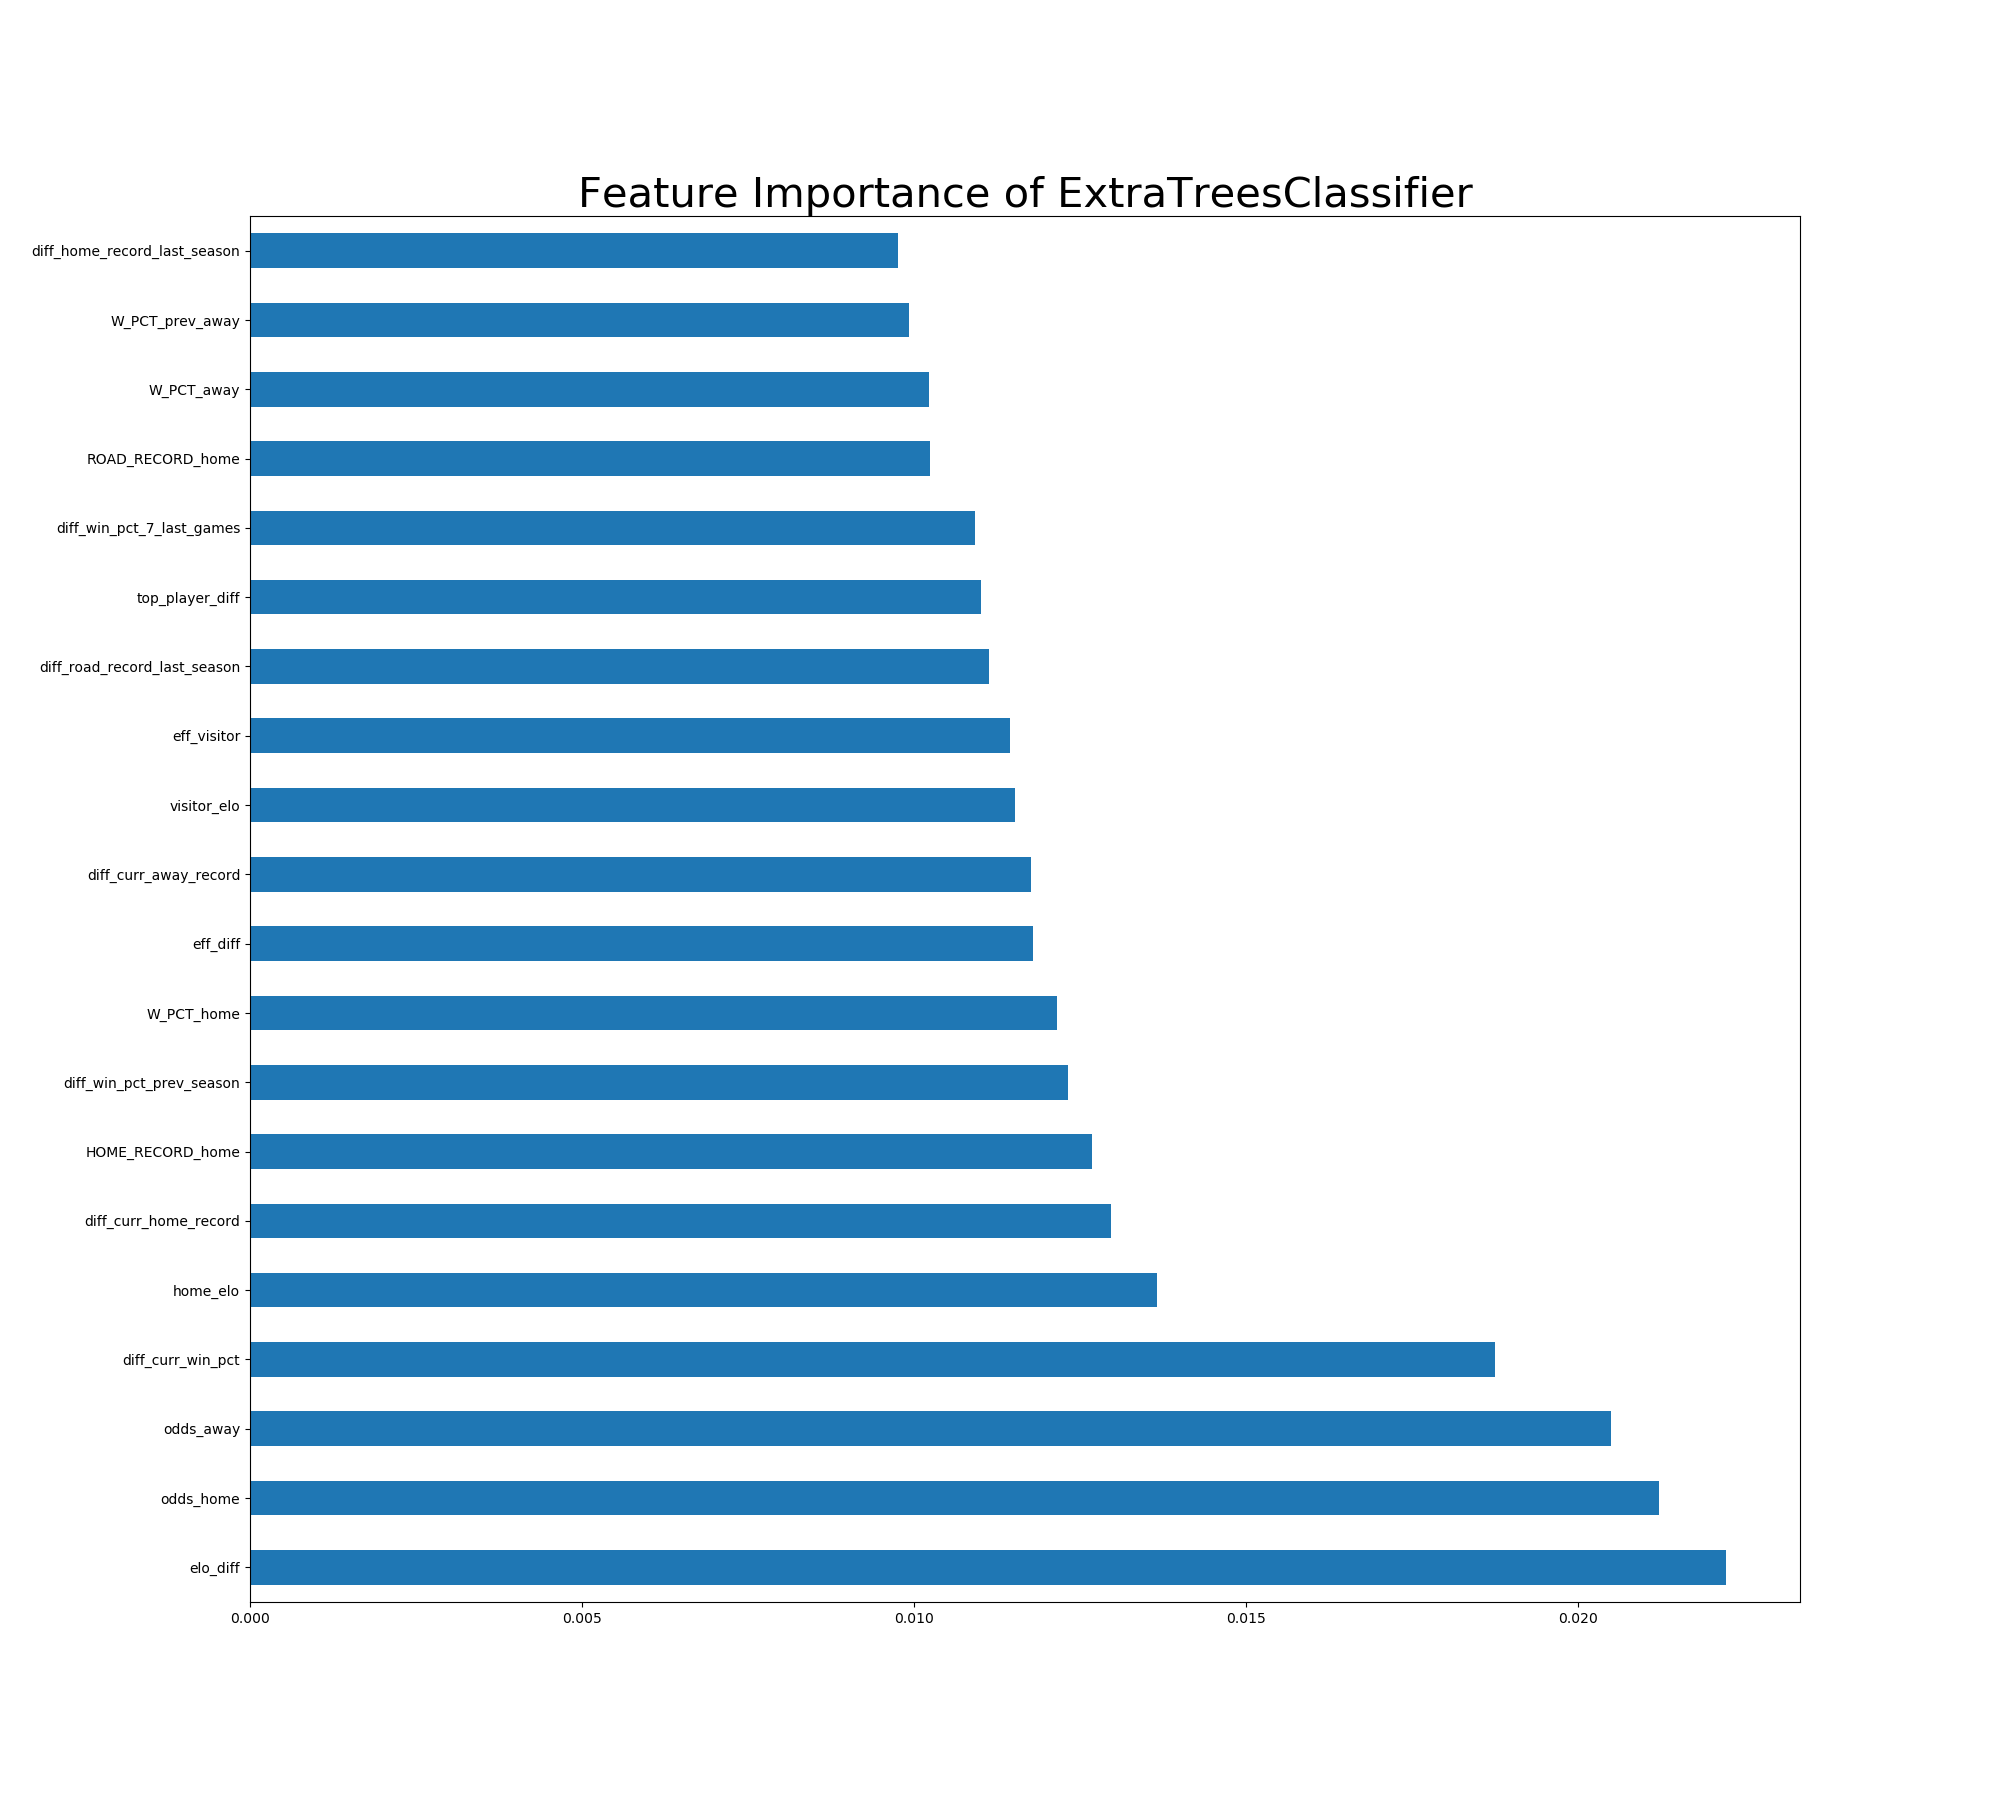 Feature Importance of ExtraTreesClassifier
diff_home_record_last_season
W_PCT_prev_away
W_PCT_away
ROAD_RECORD_home
diff_win_pct_7_last_games
top_player_diff
diff_road_record_last_season
eff_visitor
visitor_elo
diff_curr_away_record
eff_diff
W_PCT_home
diff_win_pct_prev_season
HOME_RECORD_home
diff_curr_home_record
home_elo
diff_curr_win_pct
odds_away
odds_home
elo_diff
0.000 0.005 0.010 0.015 0.020